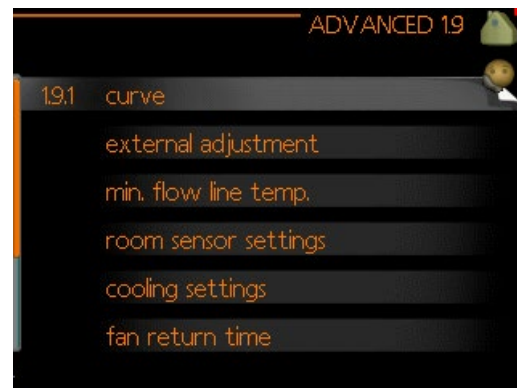 ADVANCED 1.9
1.9.1 curve
external adjustment
min. flow line temp.
room sensor settings
cooling settings
fan return time